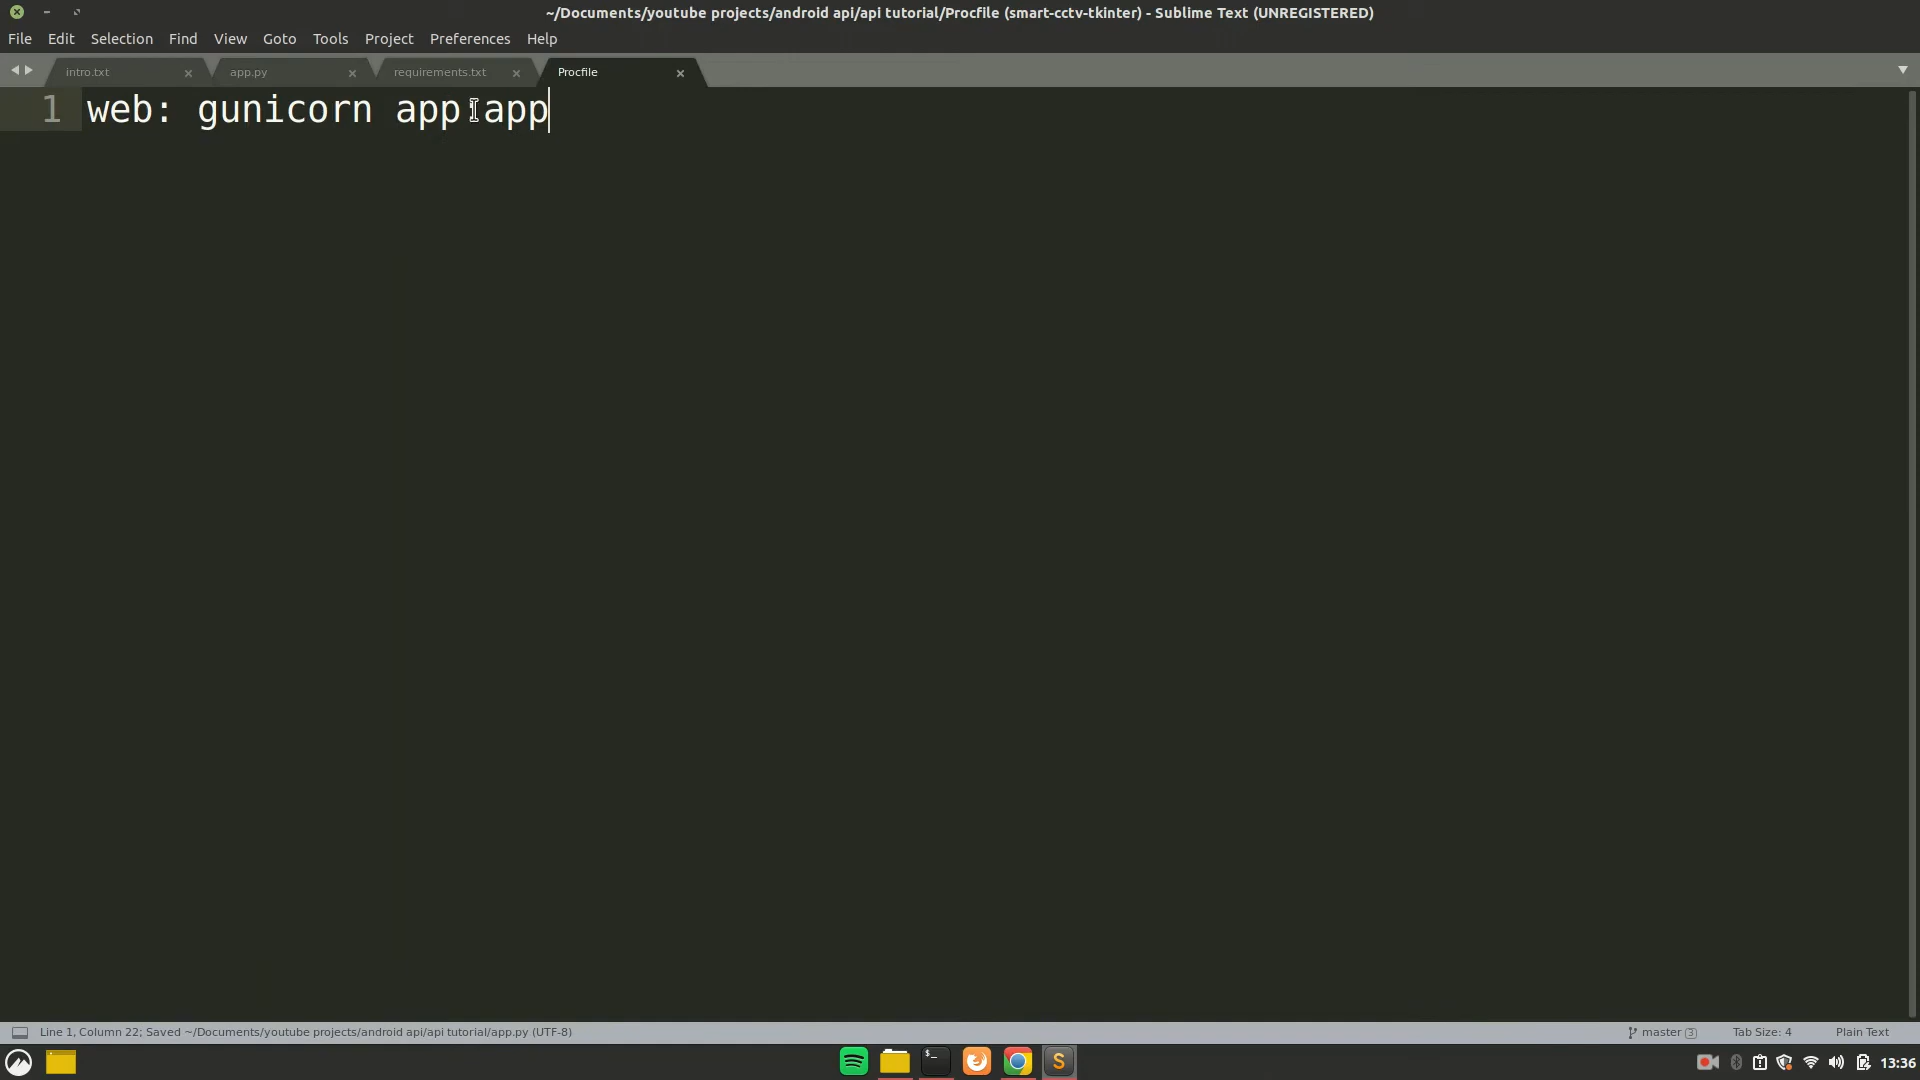 ~/Documents/youtube projects/android api/api tutorial/Procfile (smart-cctv-tkinter) - Sublime Text (UNREGISTERED)
File Edit Selection Find View Goto Tools Project Preferences Help
intro.txt app.py requirements.txt Procfile
1 web: gunicorn app:app
Line 1, Column 22; Saved ~/Documents/youtube projects/android api/api tutorial/app.py (UTF-8) master 3 Tab Size: 4 Plain Text
13:36